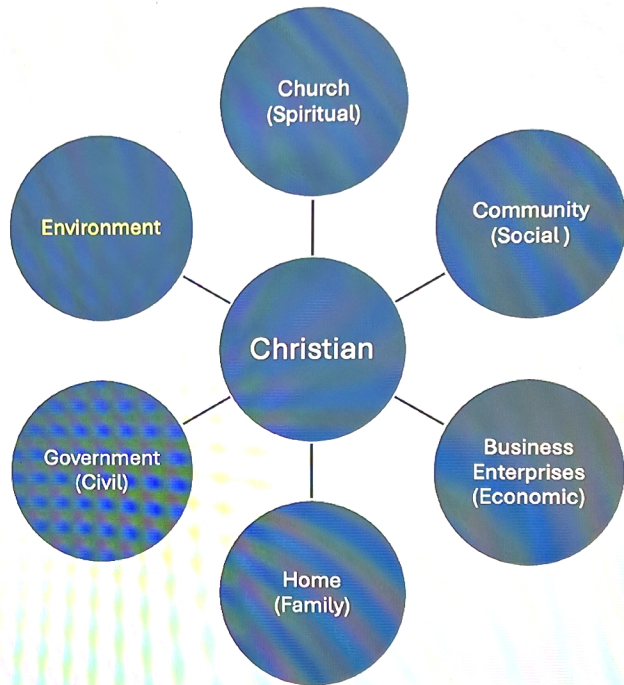 Church
(Spiritual)
Community
(Social )
Business
Enterprises
(Economic)
Home
(Family)
Government
(Civil)
Environment
Christian